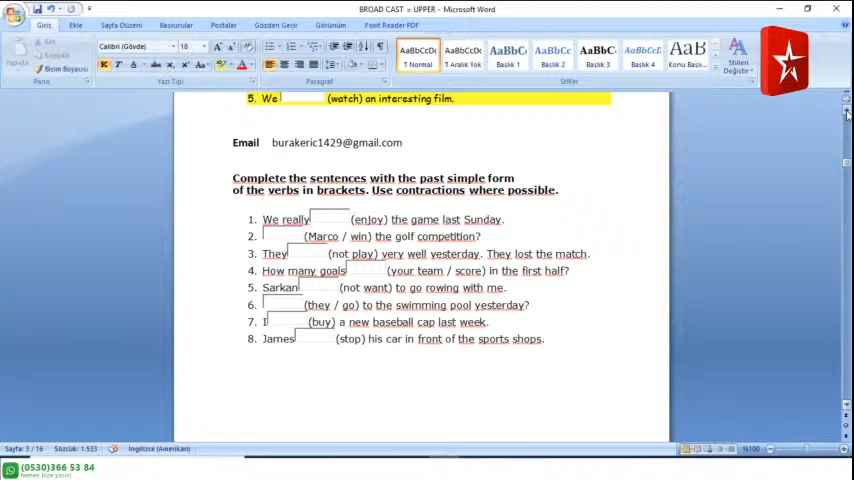 BROAD CAST = UPPER - Microsoft Word
Giriş Ekle Sayfa Düzeni Başvurular Postalar Gözden Geçir Görünüm Foxit Reader PDF
Yapıştır
Kes
Kopyala
Biçim Boyacısı
Pano
Calibri (Gövde) 18
K T A
Yazı Tipi
Paragraf
AaBbCcDc AaBbCcDc AaBbC AaBbCc AaBbC AaBbCcI AaB
¶ Normal ¶ Aralık Yok Başlık 1 Başlık 2 Başlık 3 Başlık 4 Konu Başlı...
Stilleri Değiştir
Stiller
5. We (watch) an interesting film.
Email burakeric1429@gmail.com
Complete the sentences with the past simple form
of the verbs in brackets. Use contractions where possible.
1. We really (enjoy) the game last Sunday.
2. (Marco / win) the golf competition?
3. They (not play) very well yesterday. They lost the match.
4. How many goals (your team / score) in the first half?
5. Sarkan (not want) to go rowing with me.
6. (they / go) to the swimming pool yesterday?
7. I (buy) a new baseball cap last week.
8. James (stop) his car in front of the sports shops.
Sayfa: 3 / 16 Sözcük: 1.533 İngilizce (Amerikan) %100
(0530)366 53 84
hemen bize yazın!